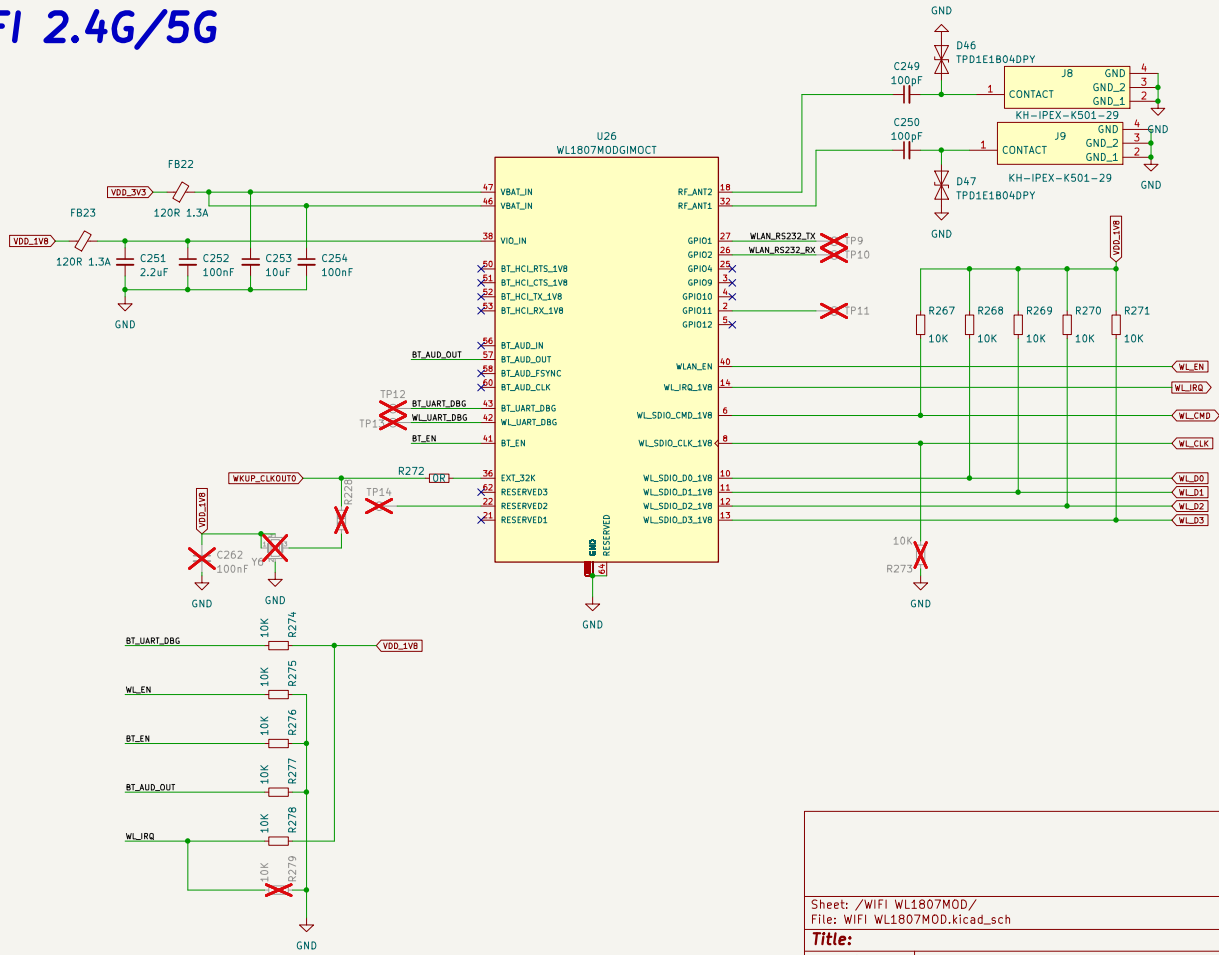 FI 2.4G/5G
GND
D46
TPD1E1B04DPY
C249
100pF
J8
1 CONTACT
GND 4
GND_2 3
GND_1 2
KH-IPEX-K501-29
GND
C250
100pF
J9
1 CONTACT
GND 4
GND_2 3
GND_1 2
KH-IPEX-K501-29
GND
D47
TPD1E1B04DPY
GND
U26
WL1807MODGIMOCT
FB22
VDD_3V3
120R 1.3A
FB23
VDD_1V8
120R 1.3A
C251
2.2uF
C252
100nF
C253
10uF
C254
100nF
GND
47 VBAT_IN
46 VBAT_IN
38 VIO_IN
50 BT_HCI_RTS_1V8
51 BT_HCI_CTS_1V8
52 BT_HCI_TX_1V8
53 BT_HCI_RX_1V8
56 BT_AUD_IN
BT_AUD_OUT 57 BT_AUD_OUT
58 BT_AUD_FSYNC
60 BT_AUD_CLK
TP12 BT_UART_DBG 43 BT_UART_DBG
TP13 WL_UART_DBG 42 WL_UART_DBG
BT_EN 41 BT_EN
WKUP_CLKOUT0 R272 0R 36 EXT_32K
62 RESERVED3
TP14 22 RESERVED2
21 RESERVED1
RF_ANT2 18
RF_ANT1 32
GPIO1 27 WLAN_RS232_TX TP9
GPIO2 26 WLAN_RS232_RX TP10
GPIO4 25
GPIO9 3
GPIO10 4
GPIO11 2 TP11
GPIO12 5
WLAN_EN 40 WL_EN
WL_IRQ_1V8 14 WL_IRQ
WL_SDIO_CMD_1V8 6 WL_CMD
WL_SDIO_CLK_1V8 8 WL_CLK
WL_SDIO_D0_1V8 10 WL_D0
WL_SDIO_D1_1V8 11 WL_D1
WL_SDIO_D2_1V8 12 WL_D2
WL_SDIO_D3_1V8 13 WL_D3
GND
RESERVED
64
GND
VDD_1V8
R267
10K
R268
10K
R269
10K
R270
10K
R271
10K
10K
R273
GND
R228
VDD_1V8
C262
100nF
GND
GND
BT_UART_DBG 10K R274 VDD_1V8
WL_EN 10K R275
BT_EN 10K R276
BT_AUD_OUT 10K R277
WL_IRQ 10K R278
10K R279
GND
Sheet: /WIFI WL1807MOD/
File: WIFI WL1807MOD.kicad_sch
Title: